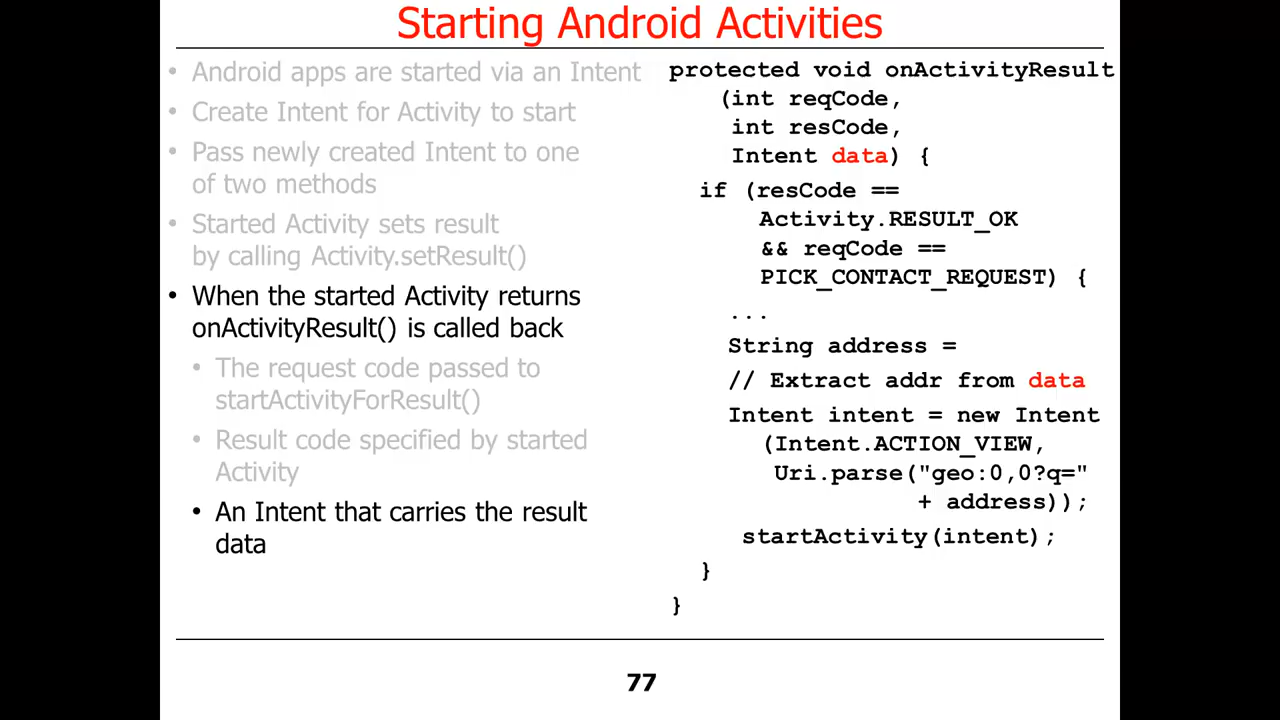 Starting Android Activities
• Android apps are started via an Intent
• Create Intent for Activity to start
• Pass newly created Intent to one
of two methods
• Started Activity sets result
by calling Activity.setResult()
• When the started Activity returns
onActivityResult() is called back
• The request code passed to
startActivityForResult()
• Result code specified by started
Activity
• An Intent that carries the result
data
protected void onActivityResult
(int reqCode,
int resCode,
Intent data) {
if (resCode ==
Activity.RESULT_OK
&& reqCode ==
PICK_CONTACT_REQUEST) {
...
String address =
// Extract addr from data
Intent intent = new Intent
(Intent.ACTION_VIEW,
Uri.parse("geo:0,0?q="
+ address));
startActivity(intent);
}
}
77